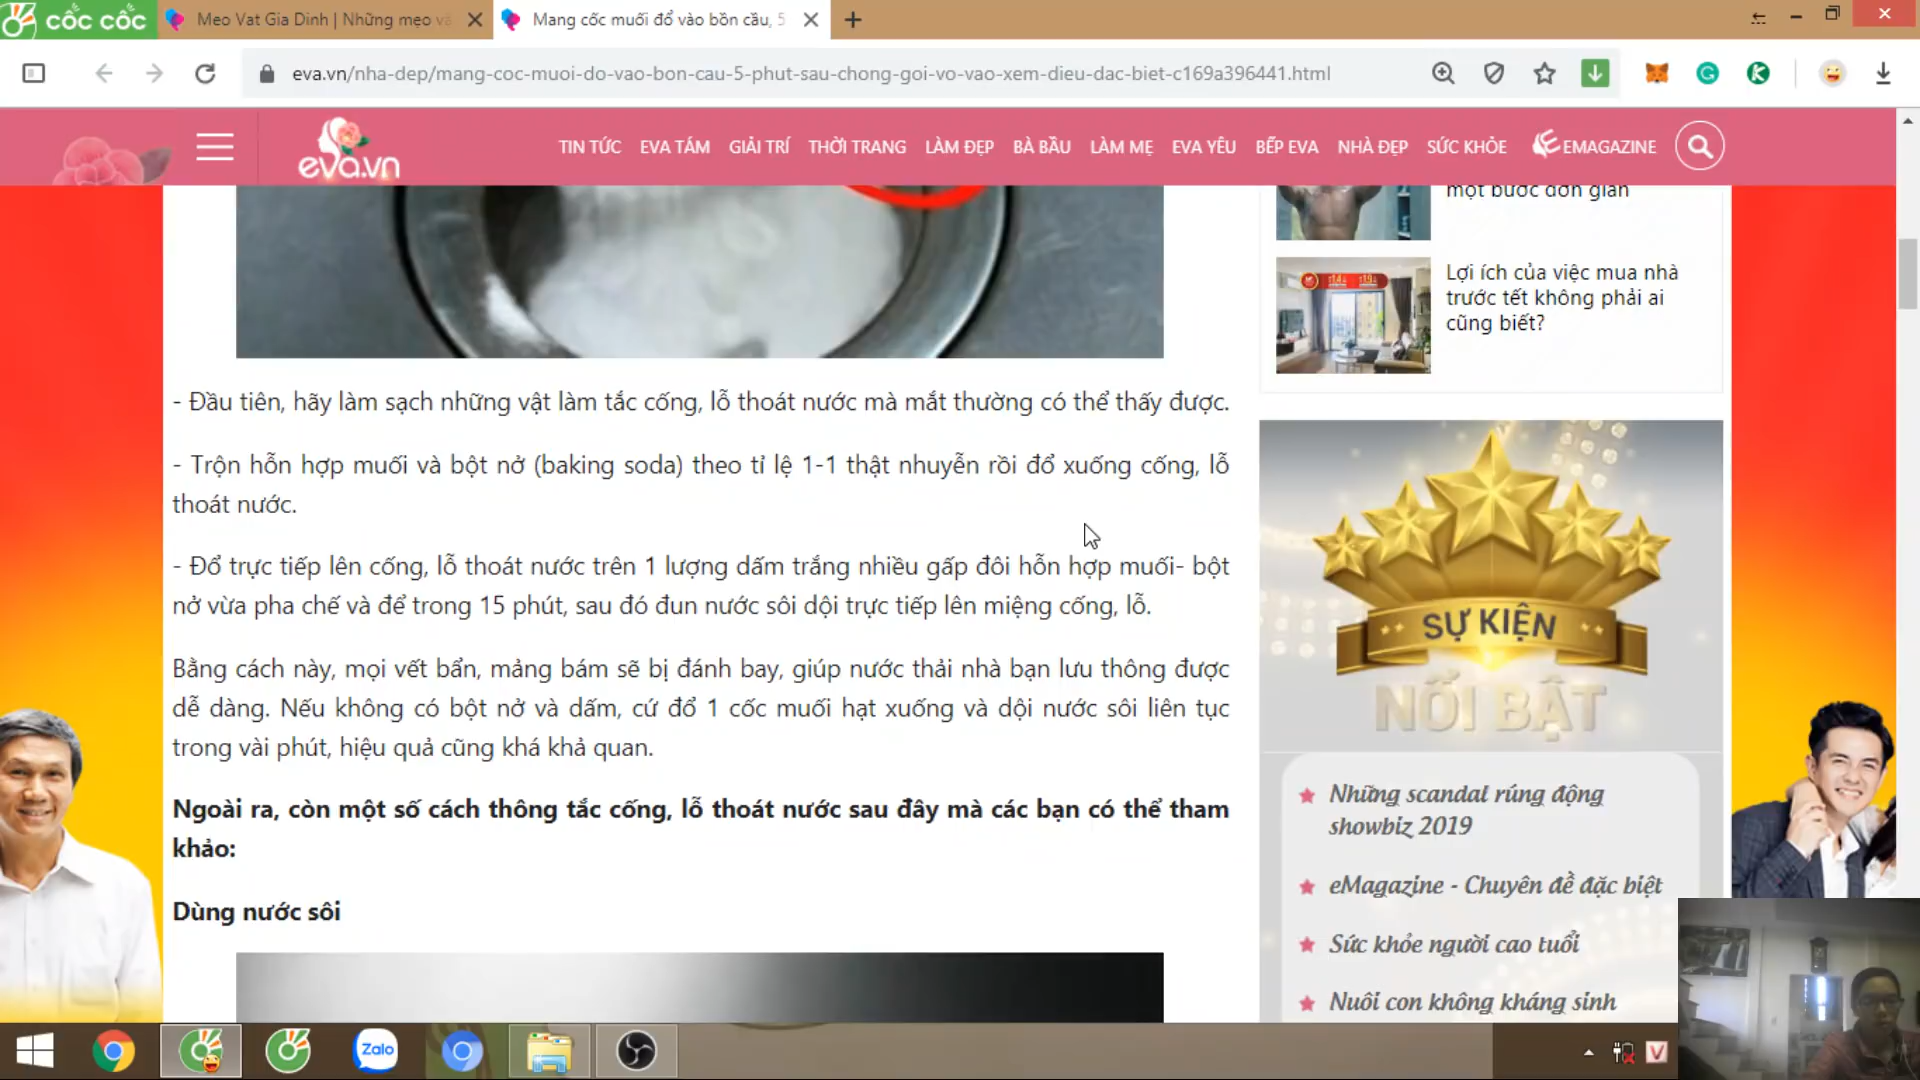 cốc cốc
Meo Vat Gia Dinh | Những mẹo vă
Mang cốc muối đổ vào bồn cầu, 5
eva.vn/nha-dep/mang-coc-muoi-do-vao-bon-cau-5-phut-sau-chong-goi-vo-vao-xem-dieu-dac-biet-c169a396441.html
eva.vn
TIN TỨC EVA TÁM GIẢI TRÍ THỜI TRANG LÀM ĐẸP BÀ BẦU LÀM MẸ EVA YÊU BẾP EVA NHÀ ĐẸP SỨC KHỎE EMAGAZINE
một bước đơn giản
Lợi ích của việc mua nhà
trước tết không phải ai
cũng biết?
- Đầu tiên, hãy làm sạch những vật làm tắc cống, lỗ thoát nước mà mắt thường có thể thấy được.
- Trộn hỗn hợp muối và bột nở (baking soda) theo tỉ lệ 1-1 thật nhuyễn rồi đổ xuống cống, lỗ
thoát nước.
- Đổ trực tiếp lên cống, lỗ thoát nước trên 1 lượng dấm trắng nhiều gấp đôi hỗn hợp muối- bột
nở vừa pha chế và để trong 15 phút, sau đó đun nước sôi dội trực tiếp lên miệng cống, lỗ.
Bằng cách này, mọi vết bẩn, mảng bám sẽ bị đánh bay, giúp nước thải nhà bạn lưu thông được
dễ dàng. Nếu không có bột nở và dấm, cứ đổ 1 cốc muối hạt xuống và dội nước sôi liên tục
trong vài phút, hiệu quả cũng khá khả quan.
Ngoài ra, còn một số cách thông tắc cống, lỗ thoát nước sau đây mà các bạn có thể tham
khảo:
Dùng nước sôi
SỰ KIỆN
NỔI BẬT
Những scandal rúng động
showbiz 2019
eMagazine - Chuyên đề đặc biệt
Sức khỏe người cao tuổi
Nuôi con không kháng sinh
Zalo
V